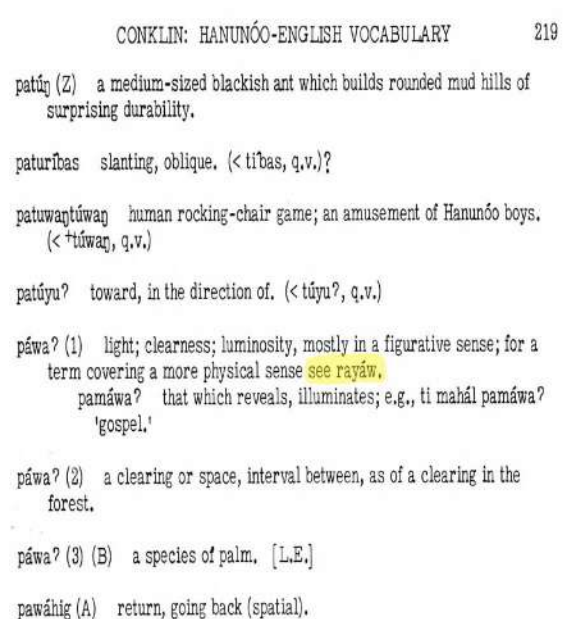 CONKLIN: HANUNÓO-ENGLISH VOCABULARY 219
patúŋ (Z) a medium-sized blackish ant which builds rounded mud hills of
surprising durability.
paturíbas slanting, oblique. (< tíbas, q.v.)?
patuwaŋtúwaŋ human rocking-chair game; an amusement of Hanunóo boys.
(< +túwaŋ, q.v.)
patúyu? toward, in the direction of. (< túyu?, q.v.)
páwa? (1) light; clearness; luminosity, mostly in a figurative sense; for a
term covering a more physical sense see rayáw.
pamáwa? that which reveals, illuminates; e.g., ti mahál pamáwa?
'gospel.'
páwa? (2) a clearing or space, interval between, as of a clearing in the
forest.
páwa? (3) (B) a species of palm. [L.E.]
pawáhig (A) return, going back (spatial).